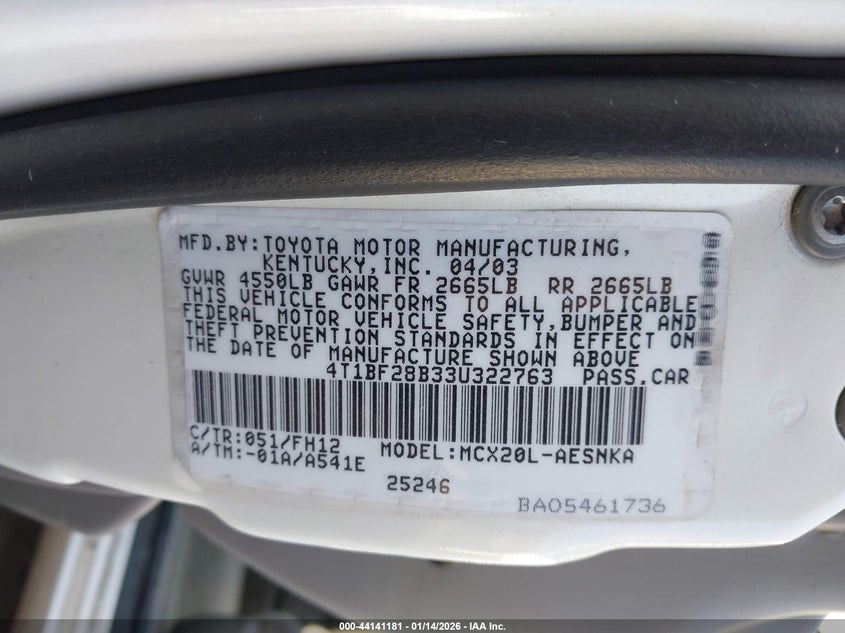 MFD.BY:TOYOTA MOTOR MANUFACTURING,
KENTUCKY,INC. 04/03
GVWR 4550LB GAWR FR 2665LB RR 2665LB
THIS VEHICLE CONFORMS TO ALL APPLICABLE
FEDERAL MOTOR VEHICLE SAFETY,BUMPER AND
THEFT PREVENTION STANDARDS IN EFFECT ON
THE DATE OF MANUFACTURE SHOWN ABOVE
4T1BF28B33U322763 PASS.CAR
C/TR:051/FH12 MODEL:MCX20L-AESNKA
A/TM:-01A/A541E
25246
BAO5461736
000-44141181 - 01/14/2026 - IAA Inc.